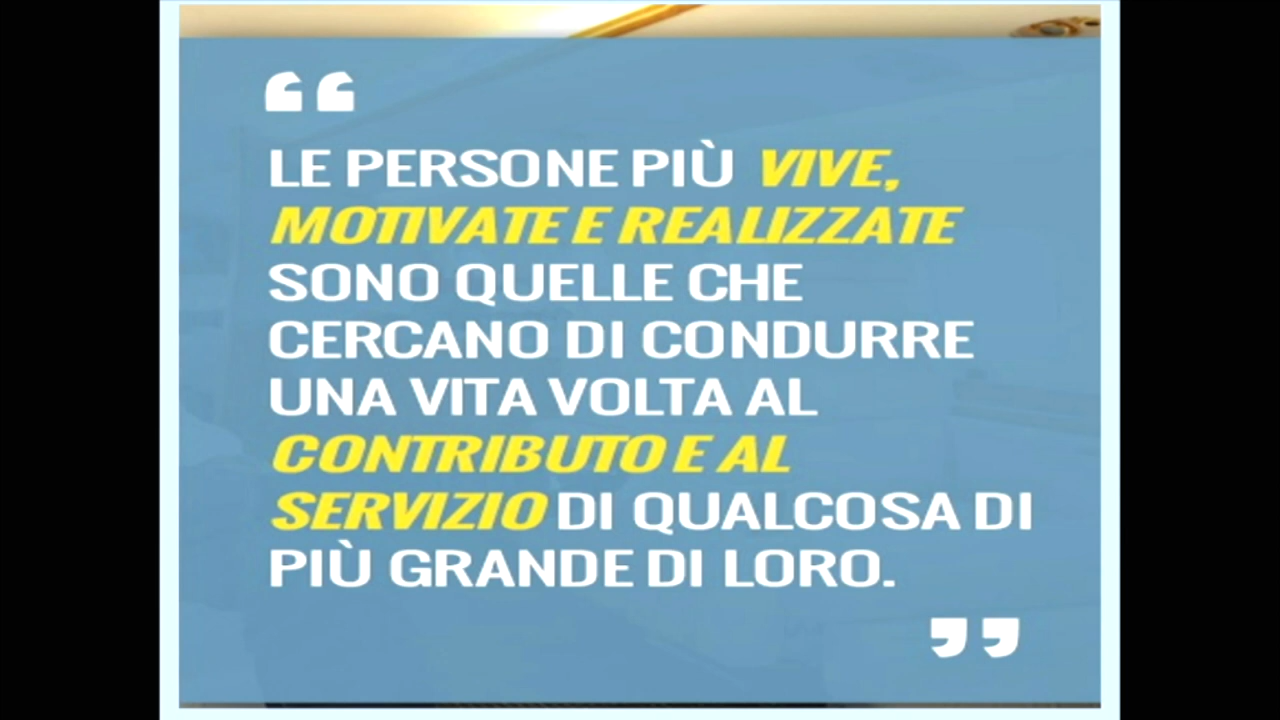 “
LE PERSONE PIÙ VIVE,
MOTIVATE E REALIZZATE
SONO QUELLE CHE
CERCANO DI CONDURRE
UNA VITA VOLTA AL
CONTRIBUTO E AL
SERVIZIO DI QUALCOSA DI
PIÙ GRANDE DI LORO.
”